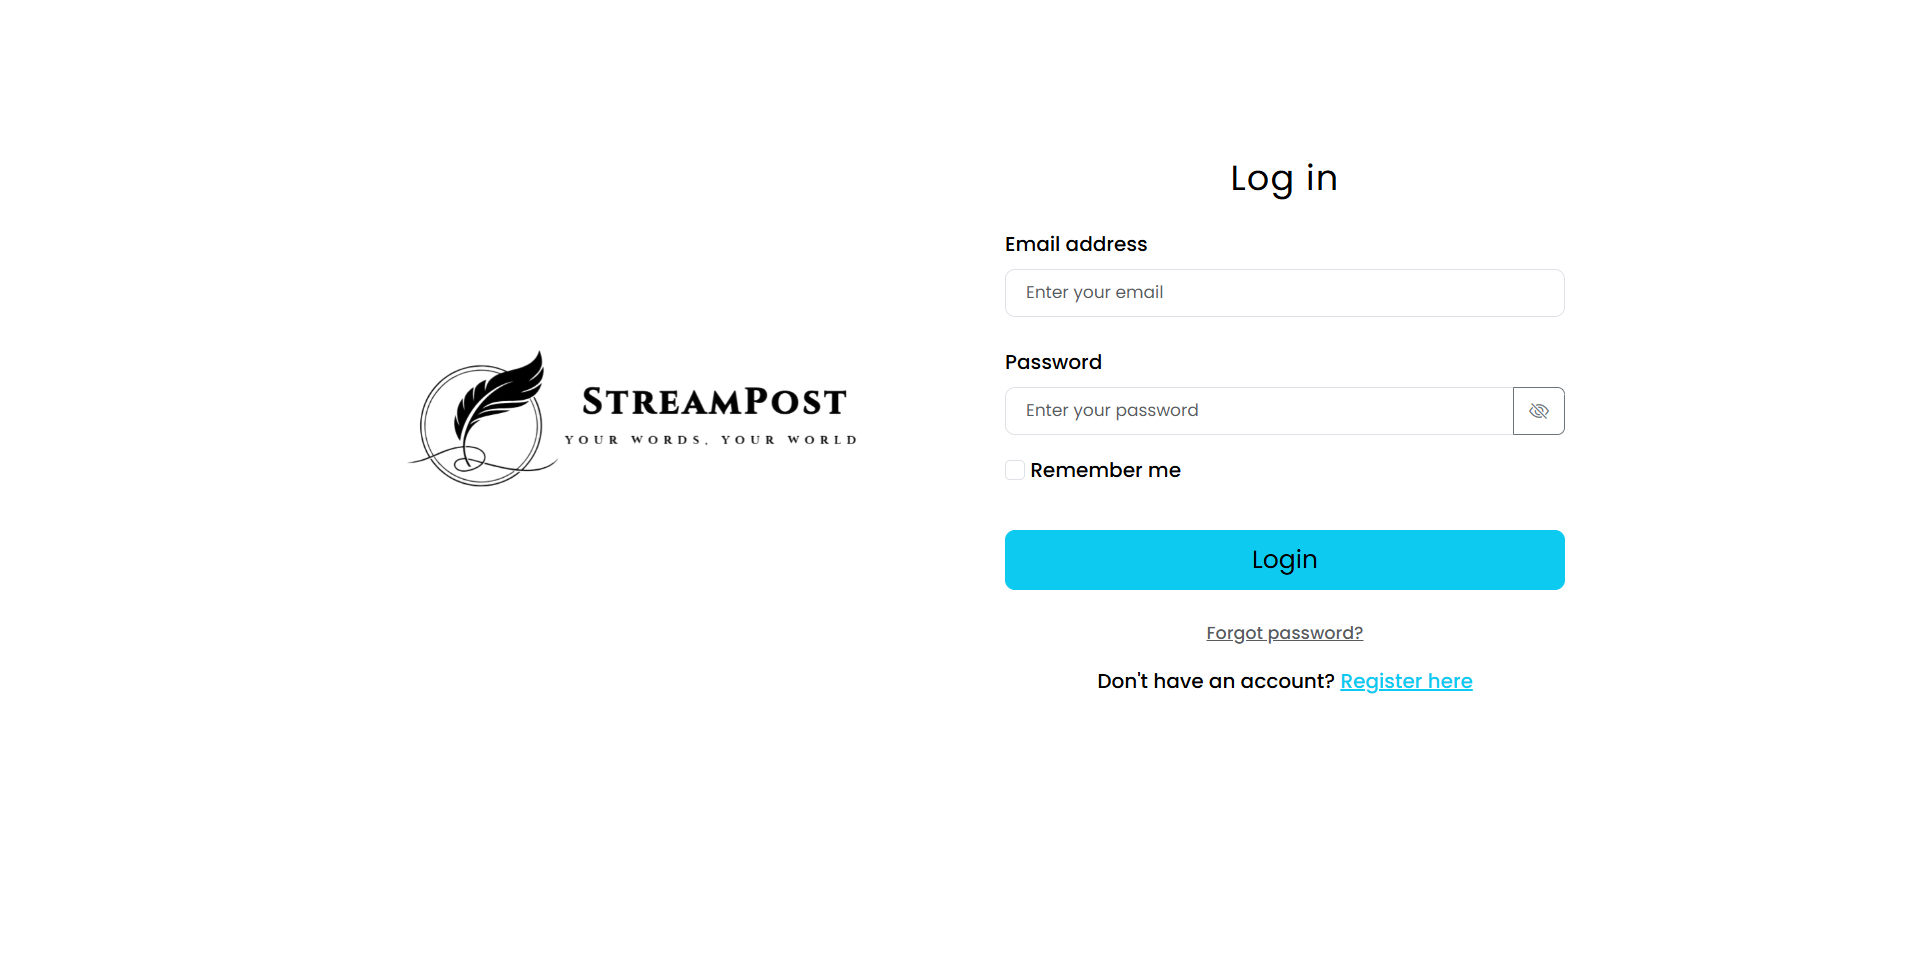 STREAMPOST
YOUR WORDS, YOUR WORLD
Log in
Email address
Enter your email
Password
Enter your password
Remember me
Login
Forgot password?
Don't have an account? Register here